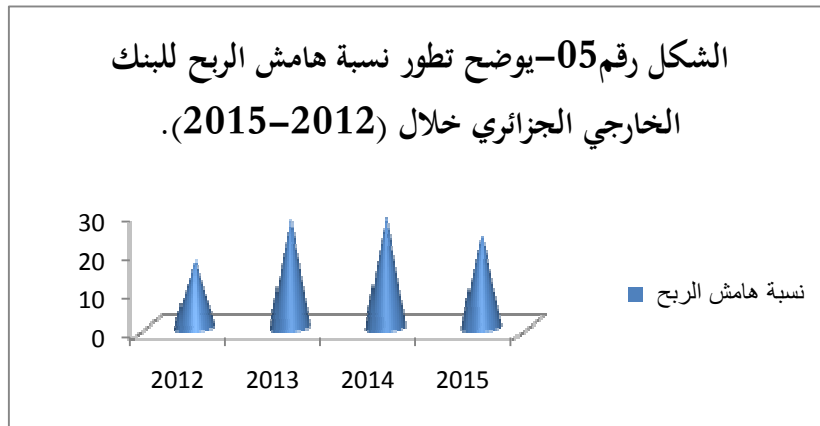 الشكل رقم05–يوضح تطور نسبة هامش الربح للبنك
الخارجي الجزائري خلال (2012–2015).
30
20
10
0
2012 2013 2014 2015
نسبة هامش الربح